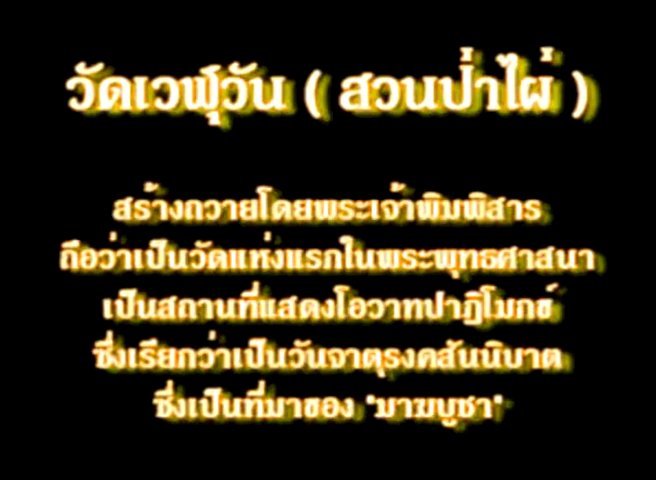 วัดเวฬุวัน ( สวนป่าไผ่ )
สร้างถวายโดยพระเจ้าพิมพิสาร
ถือว่าเป็นวัดแห่งแรกในพระพุทธศาสนา
เป็นสถานที่แสดงโอวาทปาฏิโมกข์
ซึ่งเรียกว่าเป็นวันจาตุรงคสันนิบาต
ซึ่งเป็นที่มาของ "มาฆบูชา"